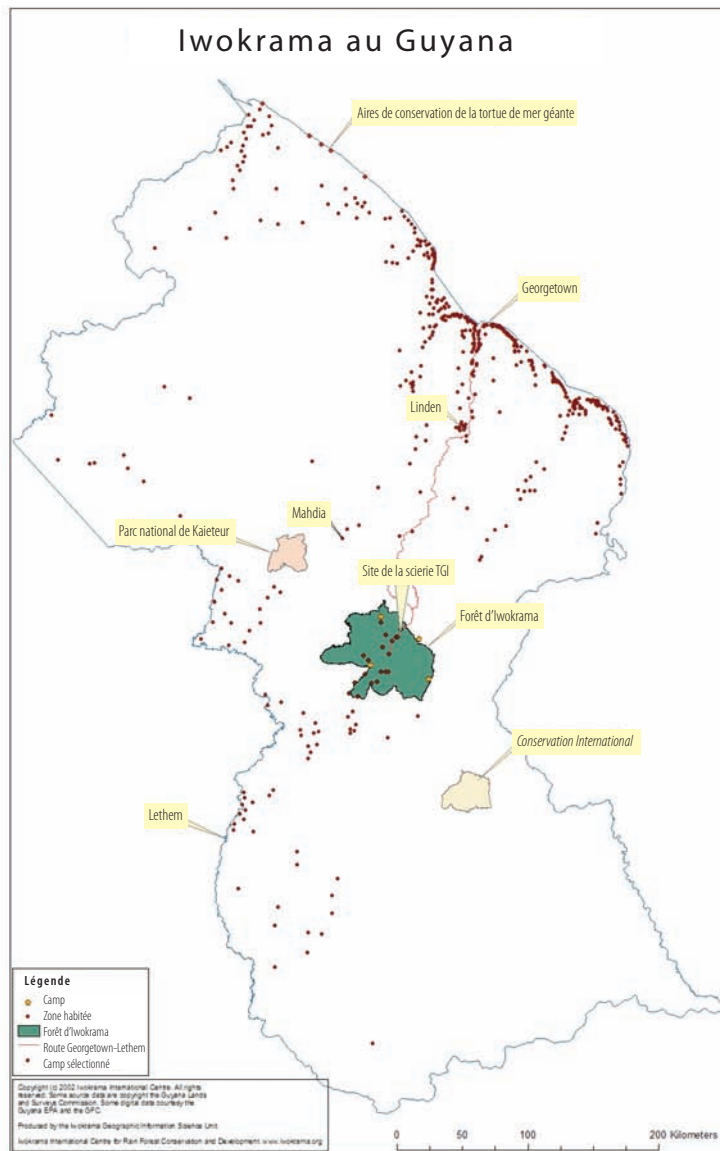 Iwokrama au Guyana
Aires de conservation de la tortue de mer géante
Georgetown
Linden
Mahdia
Parc national de Kaieteur
Site de la scierie TGI
Forêt d'Iwokrama
Conservation International
Lethem
Légende
Camp
Zone habitée
Forêt d'Iwokrama
Route Georgetown-Lethem
Camp sélectionné
Copyright (c) 2002 Iwokrama International Centre. All rights
reserved. Some source data are copyright the Guyana Lands
and Surveys Commission. Some digital data courtesy the
Guyana EPA and the GFC.
Produced by the Iwokrama Geographic Information Science Unit
Iwokrama International Centre for Rain Forest Conservation and Development www.iwokrama.org
0 50 100 200 Kilometers